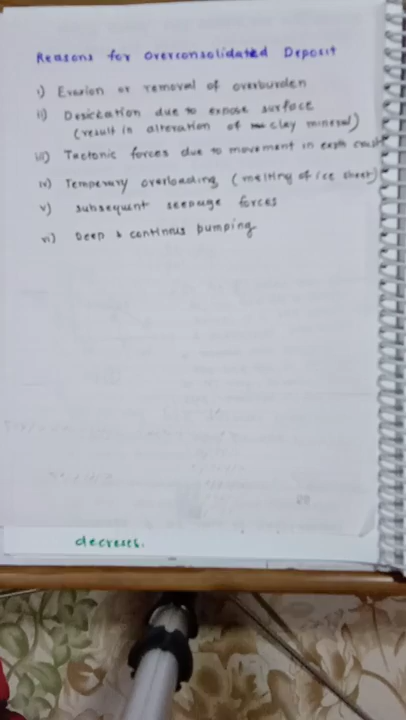 Reasons for overconsolidated Deposit
i) Erosion or removal of overburden
ii) Desiccation due to expose surface
(result in alteration of clay mineral)
iii) Tectonic forces due to movement in earth crust
iv) Temporary overloading (melting of ice sheet)
v) subsequent seepage forces
vi) Deep & continus pumping
decreses.